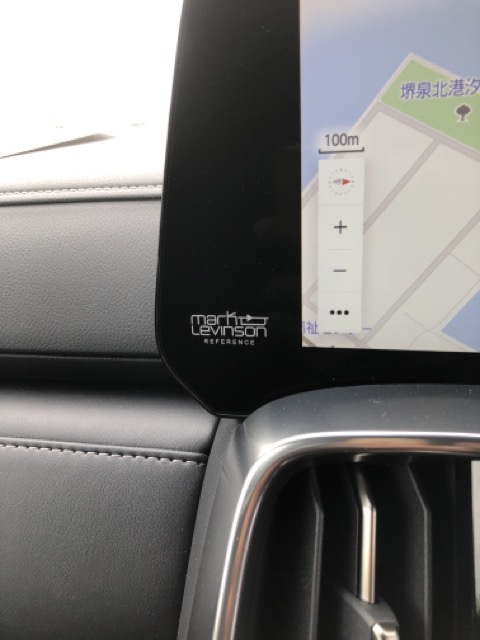 堺泉北港汐
100m
mark
Levinson
REFERENCE